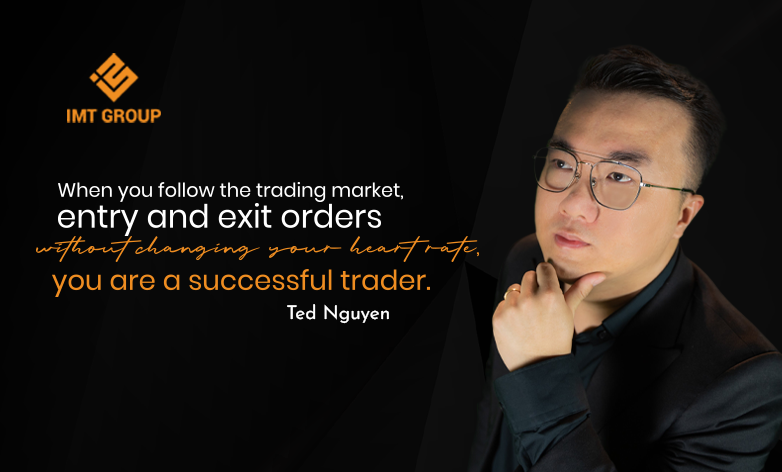 IMT GROUP
When you follow the trading market,
entry and exit orders
without changing your heart rate,
you are a successful trader.
Ted Nguyen